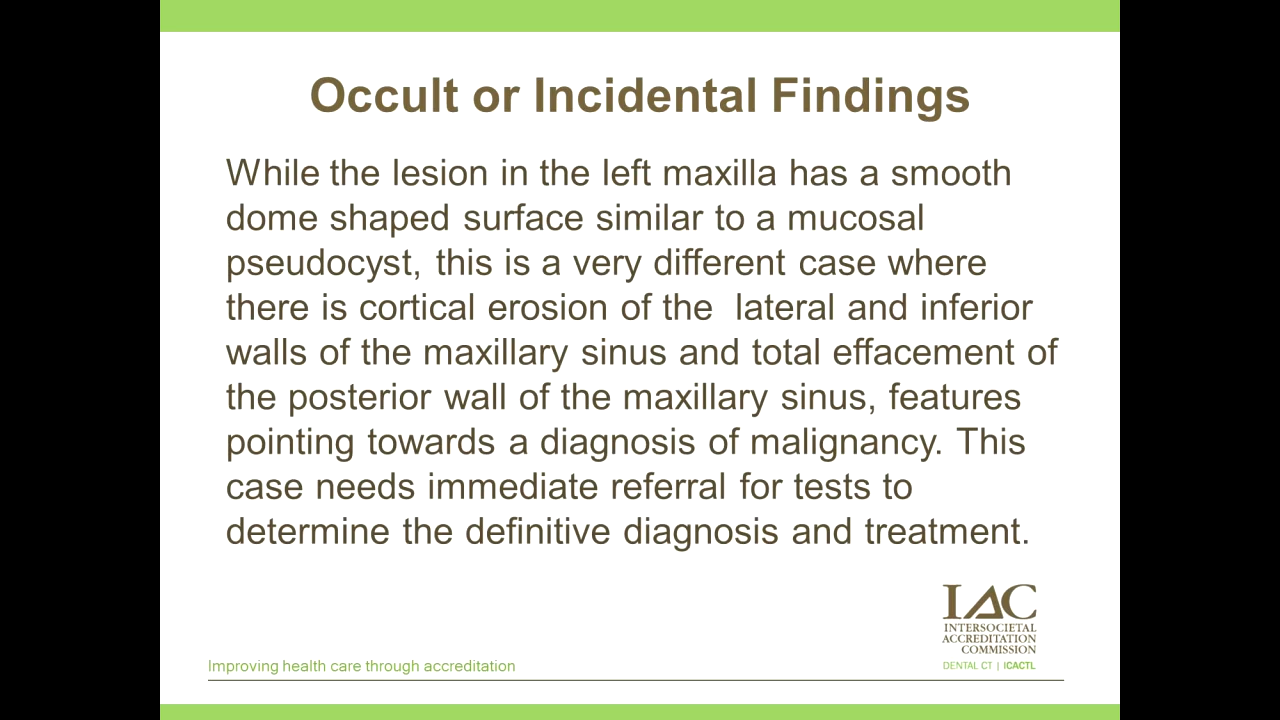 Occult or Incidental Findings
While the lesion in the left maxilla has a smooth
dome shaped surface similar to a mucosal
pseudocyst, this is a very different case where
there is cortical erosion of the  lateral and inferior
walls of the maxillary sinus and total effacement of
the posterior wall of the maxillary sinus, features
pointing towards a diagnosis of malignancy. This
case needs immediate referral for tests to
determine the definitive diagnosis and treatment.
IAC
INTERSOCIETAL
ACCREDITATION
COMMISSION
DENTAL CT | ICACTL
Improving health care through accreditation